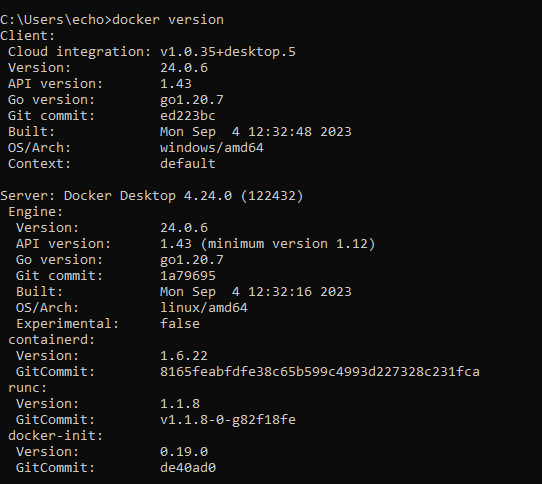 C:\Users\echo>docker version
Client:
 Cloud integration: v1.0.35+desktop.5
 Version:           24.0.6
 API version:       1.43
 Go version:        go1.20.7
 Git commit:        ed223bc
 Built:             Mon Sep  4 12:32:48 2023
 OS/Arch:           windows/amd64
 Context:           default

Server: Docker Desktop 4.24.0 (122432)
 Engine:
  Version:          24.0.6
  API version:      1.43 (minimum version 1.12)
  Go version:       go1.20.7
  Git commit:       1a79695
  Built:            Mon Sep  4 12:32:16 2023
  OS/Arch:          linux/amd64
  Experimental:     false
 containerd:
  Version:          1.6.22
  GitCommit:        8165feabfdfe38c65b599c4993d227328c231fca
 runc:
  Version:          1.1.8
  GitCommit:        v1.1.8-0-g82f18fe
 docker-init:
  Version:          0.19.0
  GitCommit:        de40ad0